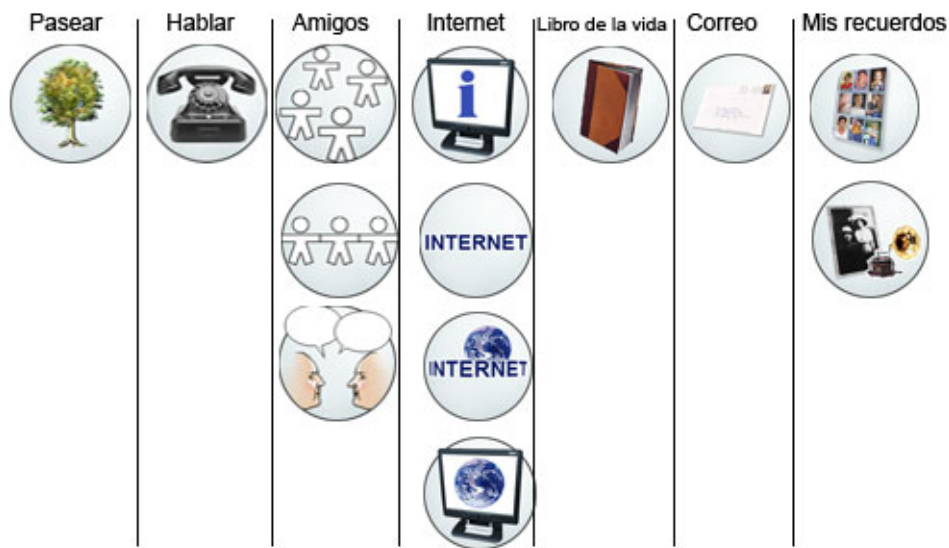 Pasear
Hablar
Amigos
Internet
Libro de la vida
Correo
Mis recuerdos
i
INTERNET
INTERNET